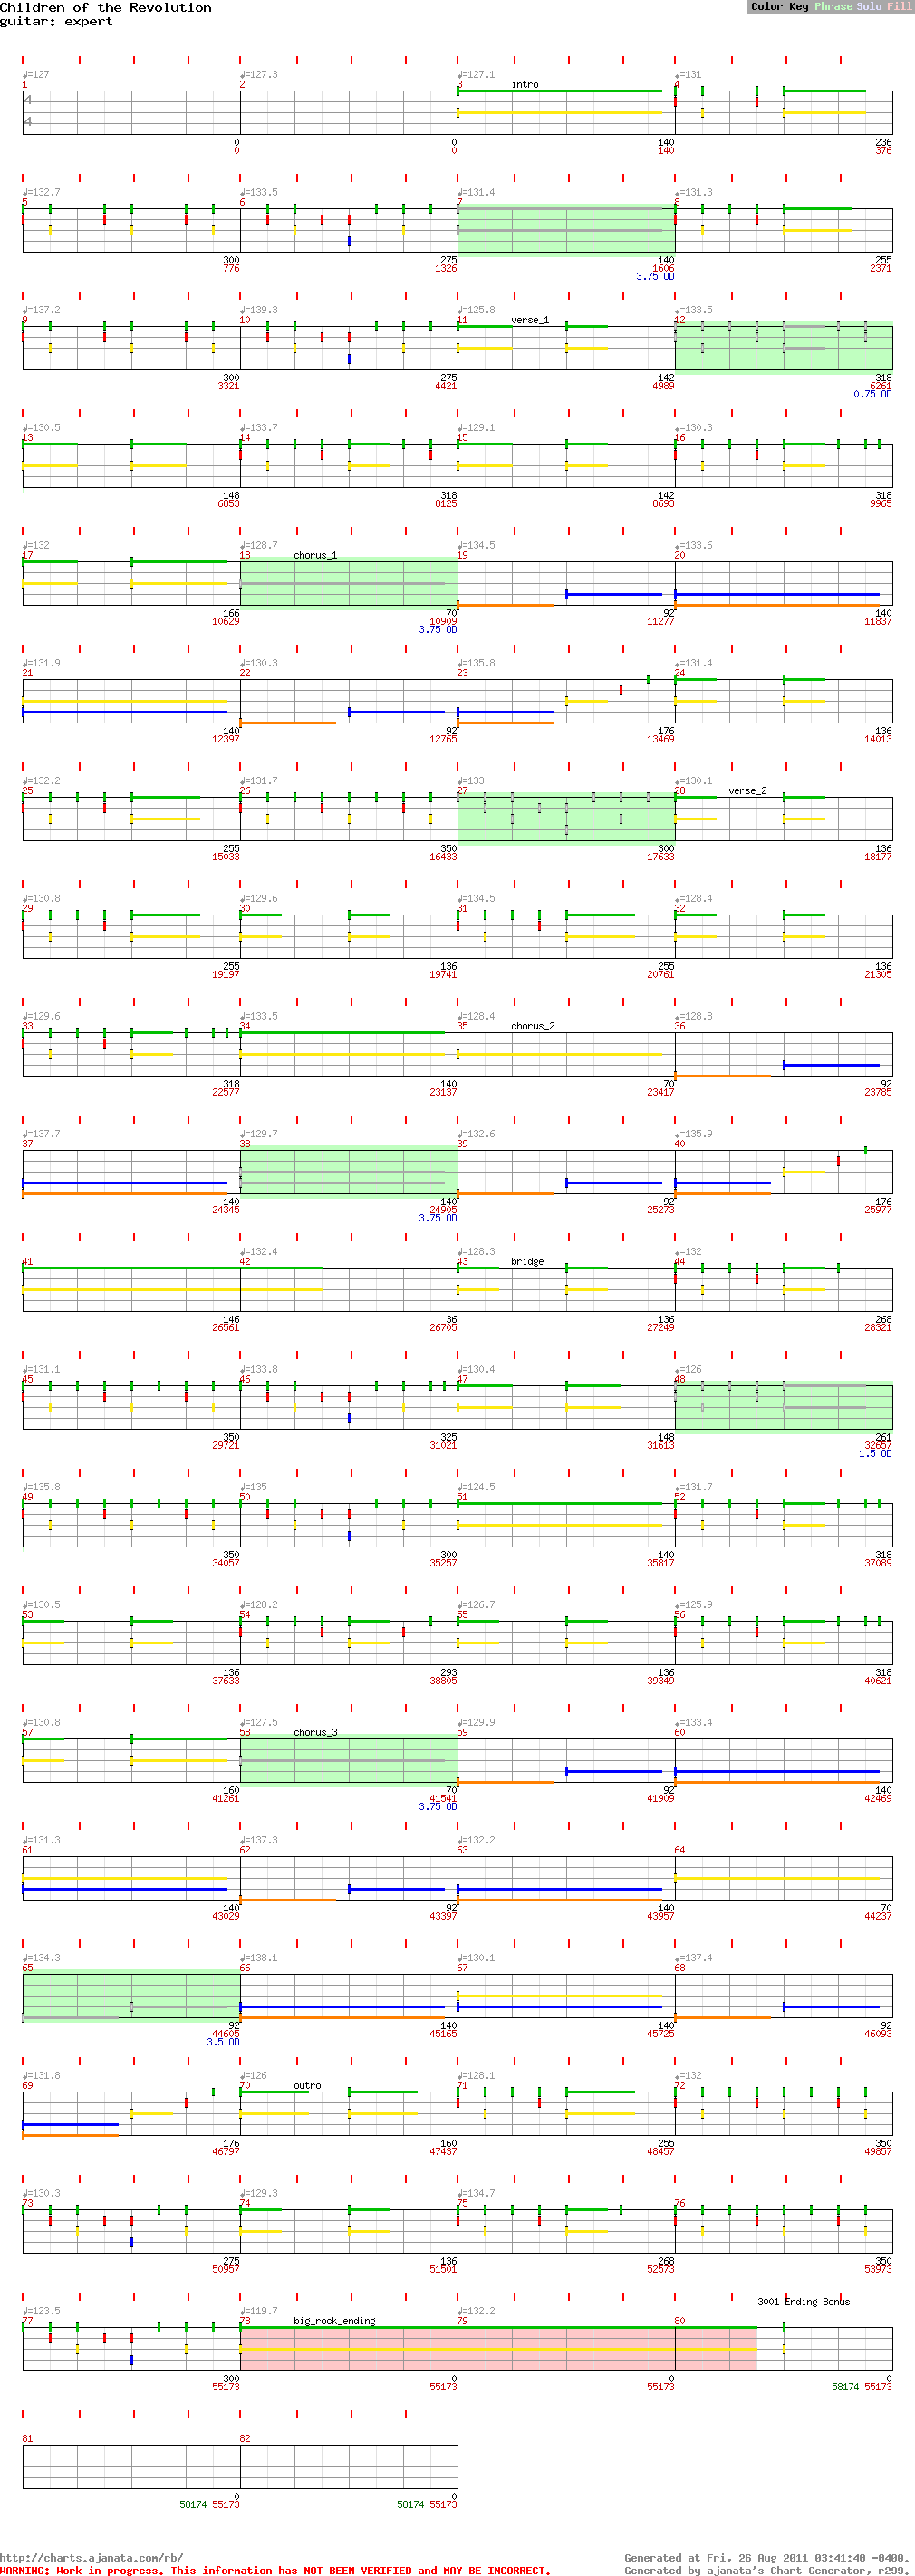 Children of the Revolution
Color Key Phrase Solo Fill
guitar: expert
♩=127 ♩=127.3 ♩=127.1 ♩=131
1 2 3 intro 4
4
4
0 0 140 236
0 0 140 376
♩=132.7 ♩=133.5 ♩=131.4 ♩=131.3
5 6 7 8
300 275 140 255
776 1326 1606 2371
3.75 OD
♩=137.2 ♩=139.3 ♩=125.8 ♩=133.5
9 10 11 verse_1 12
300 275 142 318
3321 4421 4989 6261
0.75 OD
♩=130.5 ♩=133.7 ♩=129.1 ♩=130.3
13 14 15 16
148 318 142 318
6853 8125 8693 9965
♩=132 ♩=128.7 ♩=134.5 ♩=133.6
17 18 chorus_1 19 20
166 70 92 140
10629 10909 11277 11837
3.75 OD
♩=131.9 ♩=130.3 ♩=135.8 ♩=131.4
21 22 23 24
140 92 176 136
12397 12765 13469 14013
♩=132.2 ♩=131.7 ♩=133 ♩=130.1
25 26 27 28 verse_2
255 350 300 136
15033 16433 17633 18177
♩=130.8 ♩=129.6 ♩=134.5 ♩=128.4
29 30 31 32
255 136 255 136
19197 19741 20761 21305
♩=129.6 ♩=133.5 ♩=128.4 ♩=128.8
33 34 35 chorus_2 36
318 140 70 92
22577 23137 23417 23785
♩=137.7 ♩=129.7 ♩=132.6 ♩=135.9
37 38 39 40
140 140 92 176
24345 24905 25273 25977
3.75 OD
♩=132.4 ♩=128.3 ♩=132
41 42 43 bridge 44
146 36 136 268
26561 26705 27249 28321
♩=131.1 ♩=133.8 ♩=130.4 ♩=126
45 46 47 48
350 325 148 261
29721 31021 31613 32657
1.5 OD
♩=135.8 ♩=135 ♩=124.5 ♩=131.7
49 50 51 52
350 300 140 318
34057 35257 35817 37089
♩=130.5 ♩=128.2 ♩=126.7 ♩=125.9
53 54 55 56
136 293 136 318
37633 38805 39349 40621
♩=130.8 ♩=127.5 ♩=129.9 ♩=133.4
57 58 chorus_3 59 60
160 70 92 140
41261 41541 41909 42469
3.75 OD
♩=131.3 ♩=137.3 ♩=132.2
61 62 63 64
140 92 140 70
43029 43397 43957 44237
♩=134.3 ♩=138.1 ♩=130.1 ♩=137.4
65 66 67 68
92 140 140 92
44605 45165 45725 46093
3.5 OD
♩=131.8 ♩=126 ♩=128.1 ♩=132
69 70 outro 71 72
176 160 255 350
46797 47437 48457 49857
♩=130.3 ♩=129.3 ♩=134.7
73 74 75 76
275 136 268 350
50957 51501 52573 53973
3001 Ending Bonus
♩=123.5 ♩=119.7 ♩=132.2
77 78 big_rock_ending 79 80
300 0 0 0
55173 55173 55173 58174 55173
81 82
0 0
58174 55173 58174 55173
http://charts.ajanata.com/rb/
Generated at Fri, 26 Aug 2011 03:41:40 -0400.
WARNING: Work in progress. This information has NOT BEEN VERIFIED and MAY BE INCORRECT.
Generated by ajanata's Chart Generator, r299.